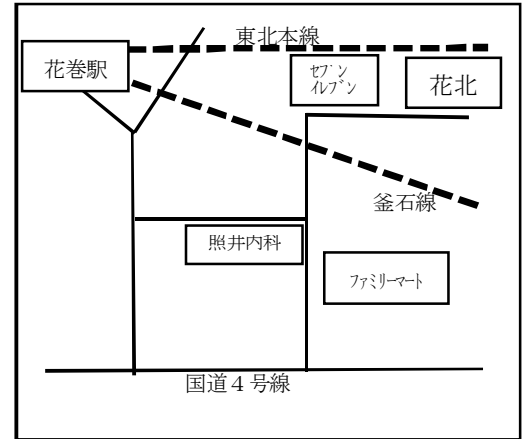 東北本線
花巻駅
セブン
イレブン
花北
釜石線
照井内科
ファミリーマート
国道４号線